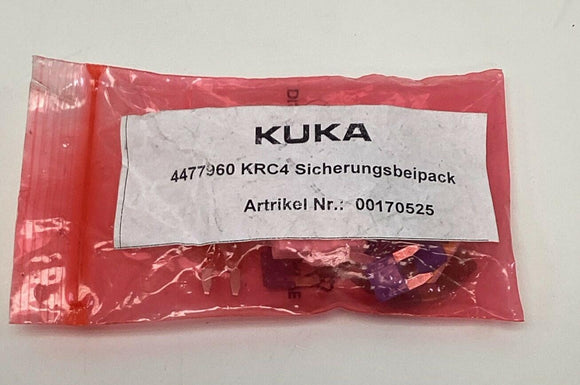 KUKA
4477960 KRC4 Sicherungsbeipack
Artrikel Nr.: 00170525